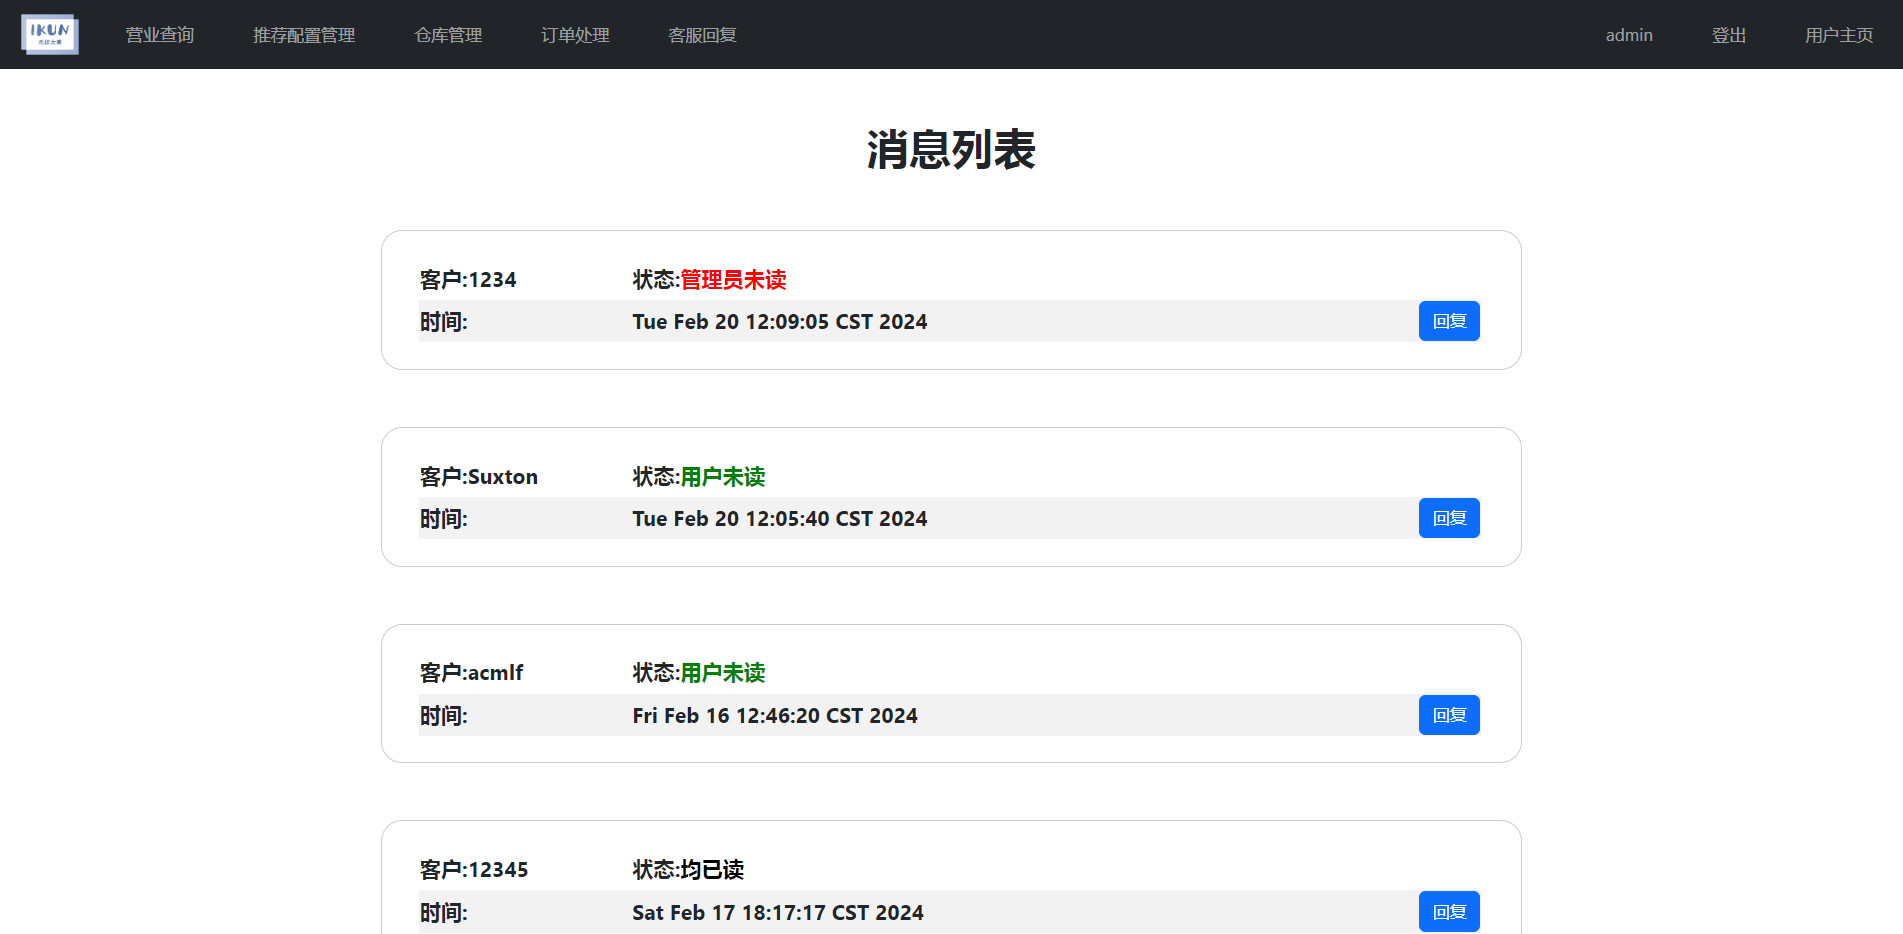 IKUN
营业查询 推荐配置管理 仓库管理 订单处理 客服回复 admin 登出 用户主页
消息列表
客户:1234 状态:管理员未读
时间: Tue Feb 20 12:09:05 CST 2024 回复
客户:Suxton 状态:用户未读
时间: Tue Feb 20 12:05:40 CST 2024 回复
客户:acmlf 状态:用户未读
时间: Fri Feb 16 12:46:20 CST 2024 回复
客户:12345 状态:均已读
时间: Sat Feb 17 18:17:17 CST 2024 回复